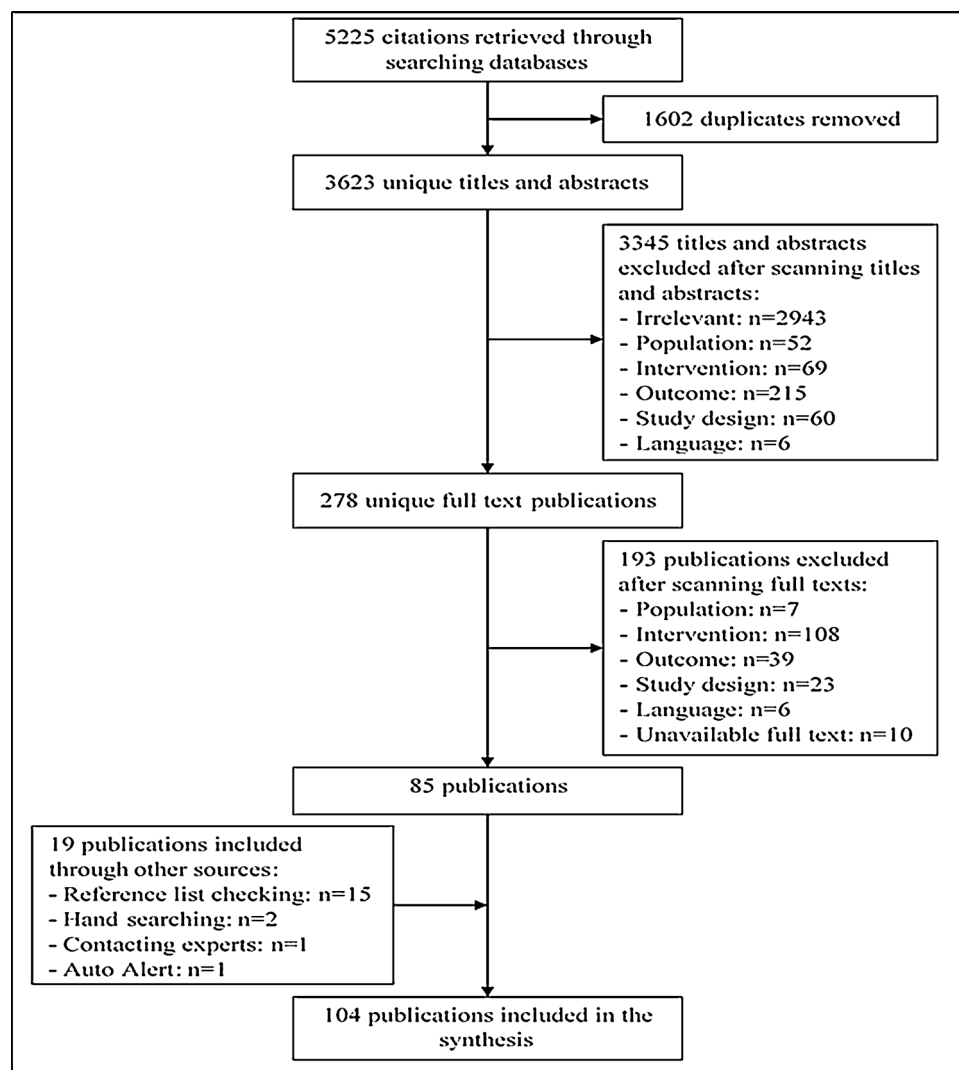 5225 citations retrieved through
searching databases
1602 duplicates removed
3623 unique titles and abstracts
3345 titles and abstracts
excluded after scanning titles
and abstracts:
- Irrelevant: n=2943
- Population: n=52
- Intervention: n=69
- Outcome: n=215
- Study design: n=60
- Language: n=6
278 unique full text publications
193 publications excluded
after scanning full texts:
- Population: n=7
- Intervention: n=108
- Outcome: n=39
- Study design: n=23
- Language: n=6
- Unavailable full text: n=10
85 publications
19 publications included
through other sources:
- Reference list checking: n=15
- Hand searching: n=2
- Contacting experts: n=1
- Auto Alert: n=1
104 publications included in the
synthesis